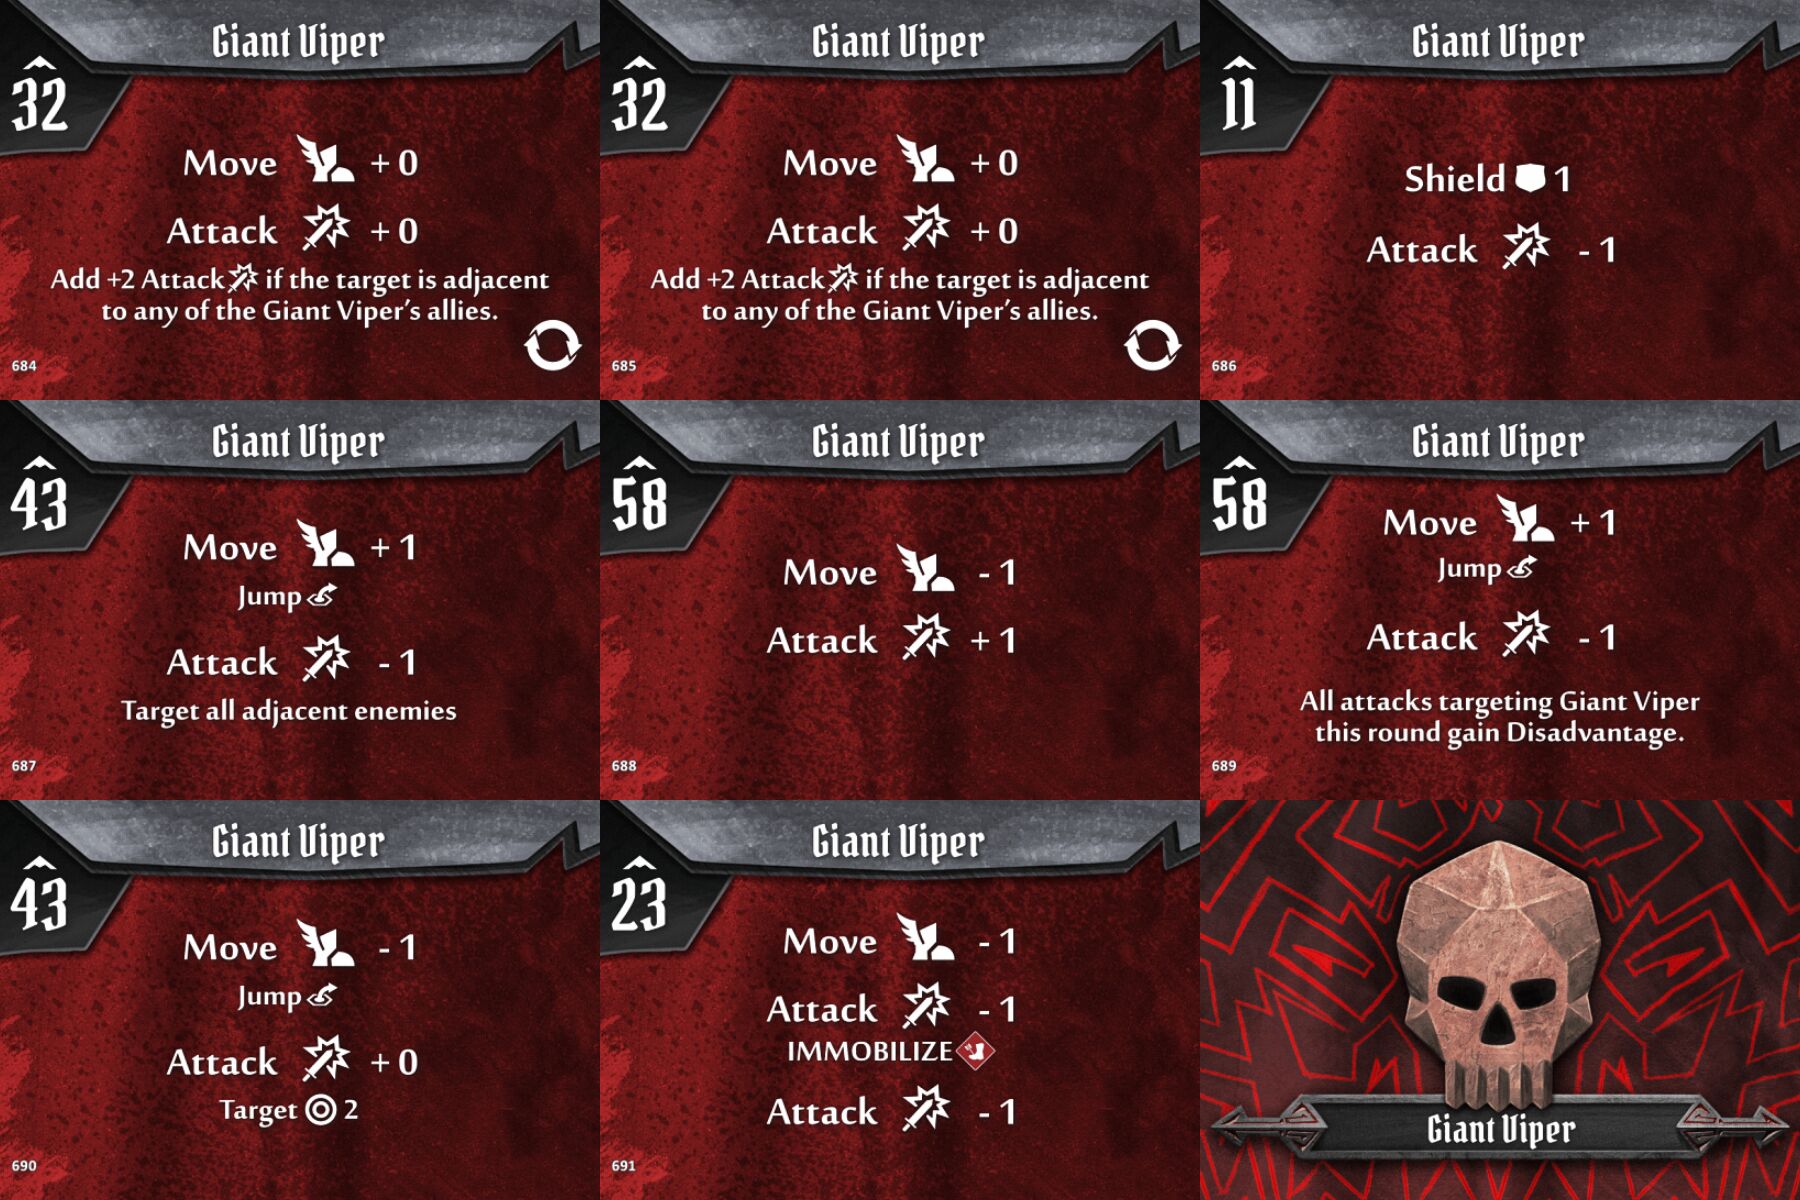 Giant Viper
32
Move + 0
Attack + 0
Add +2 Attack if the target is adjacent
to any of the Giant Viper's allies.
684
Giant Viper
32
Move + 0
Attack + 0
Add +2 Attack if the target is adjacent
to any of the Giant Viper's allies.
685
Giant Viper
11
Shield 1
Attack - 1
686
Giant Viper
43
Move + 1
Jump
Attack - 1
Target all adjacent enemies
687
Giant Viper
58
Move - 1
Attack + 1
688
Giant Viper
58
Move + 1
Jump
Attack - 1
All attacks targeting Giant Viper
this round gain Disadvantage.
689
Giant Viper
43
Move - 1
Jump
Attack + 0
Target 2
690
Giant Viper
23
Move - 1
Attack - 1
IMMOBILIZE
Attack - 1
691
Giant Viper